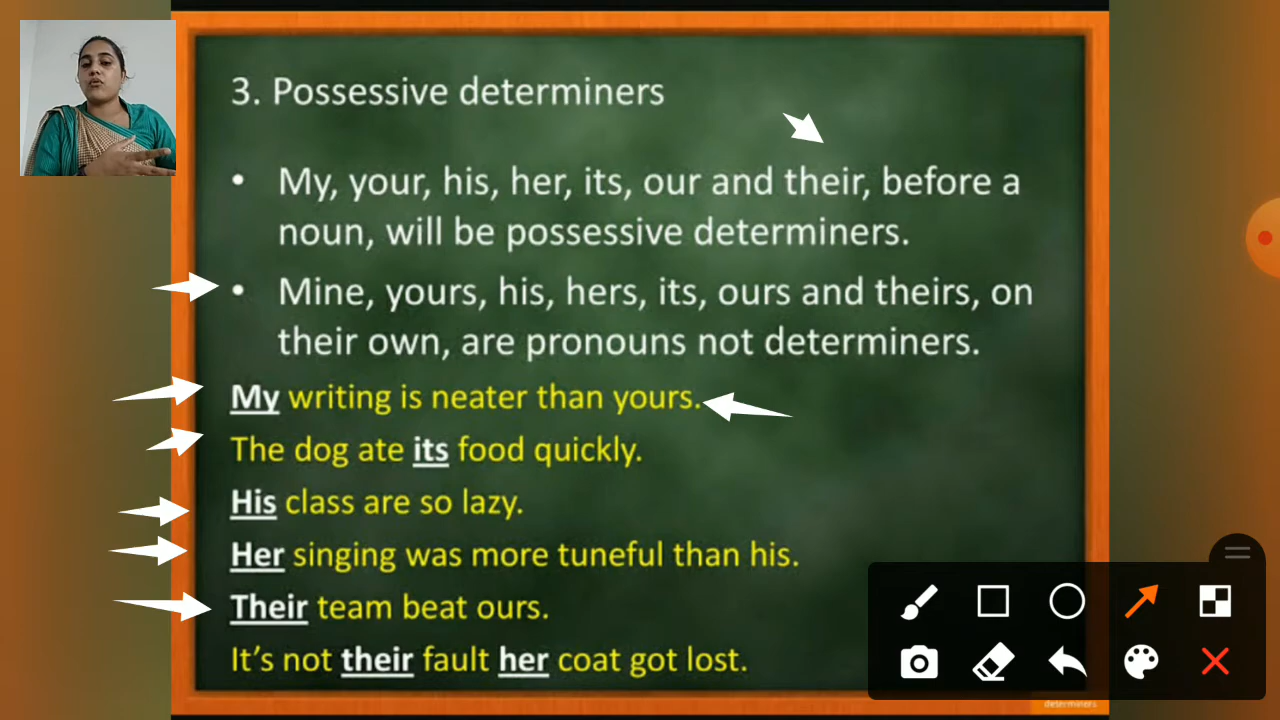 3. Possessive determiners
• My, your, his, her, its, our and their, before a
noun, will be possessive determiners.
• Mine, yours, his, hers, its, ours and theirs, on
their own, are pronouns not determiners.
My writing is neater than yours.
The dog ate its food quickly.
His class are so lazy.
Her singing was more tuneful than his.
Their team beat ours.
It's not their fault her coat got lost.
determiners